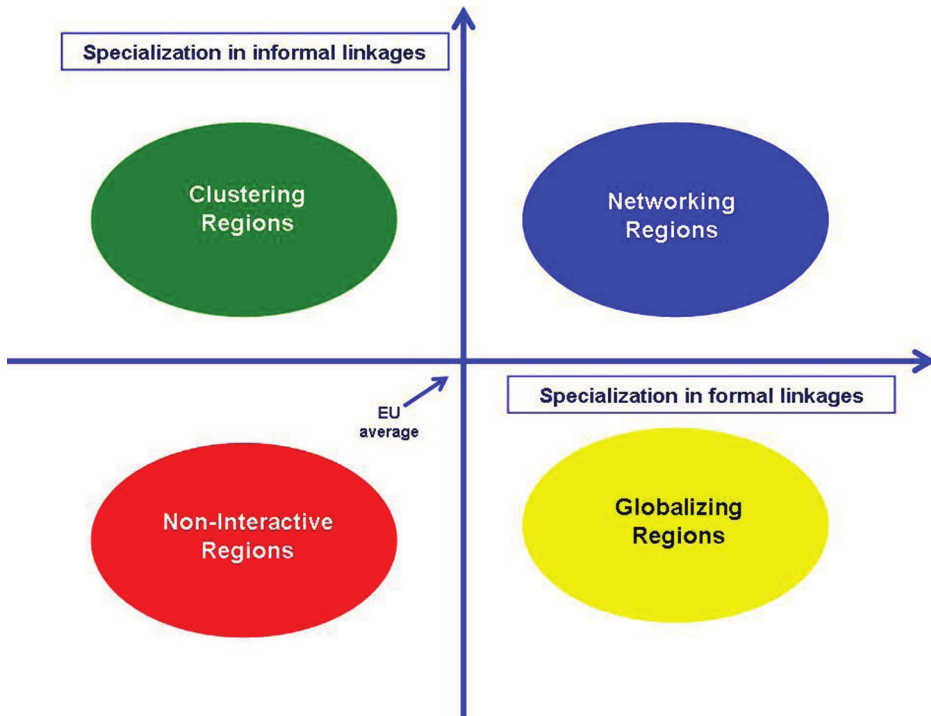 Specialization in informal linkages
Clustering
Regions
Networking
Regions
Specialization in formal linkages
EU
average
Non-Interactive
Regions
Globalizing
Regions